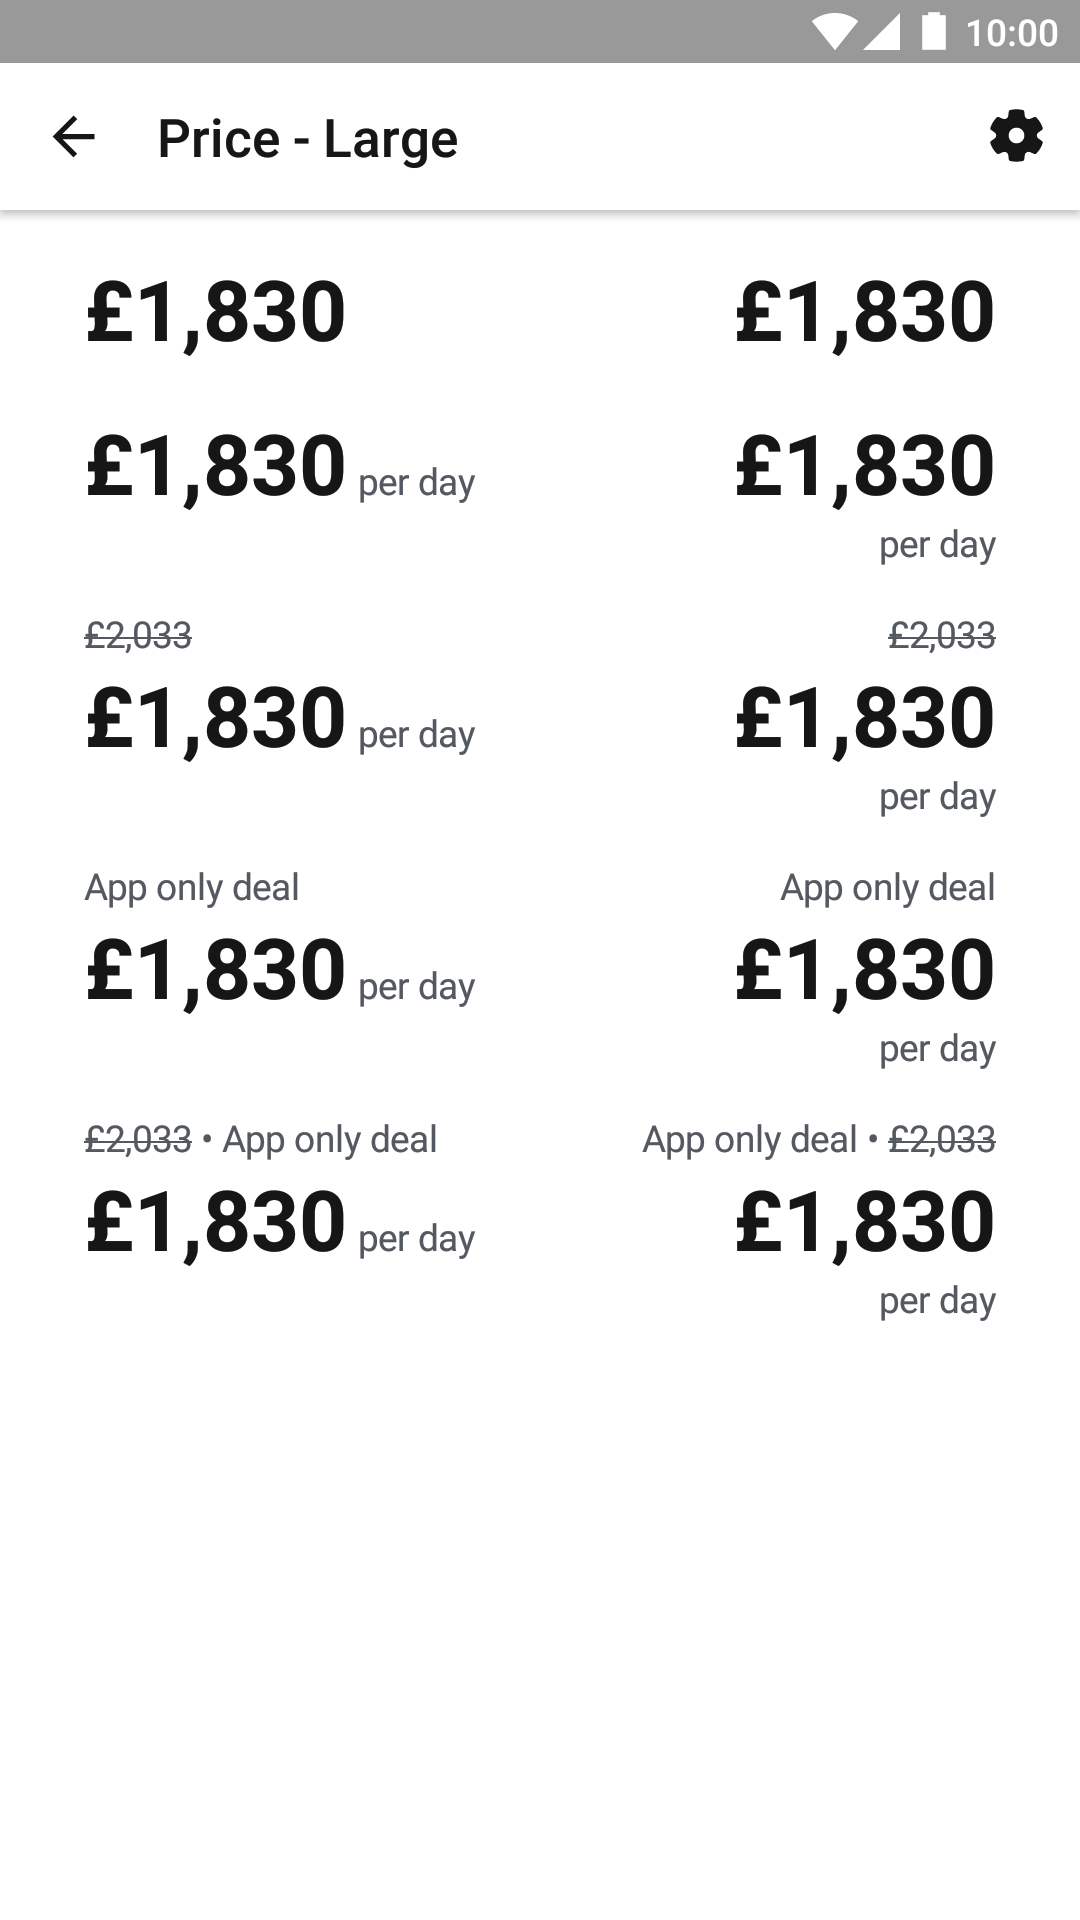 10:00
Price - Large
£1,830 £1,830
£1,830 per day £1,830
per day
£2,033 £2,033
£1,830 per day £1,830
per day
App only deal App only deal
£1,830 per day £1,830
per day
£2,033 • App only deal App only deal • £2,033
£1,830 per day £1,830
per day